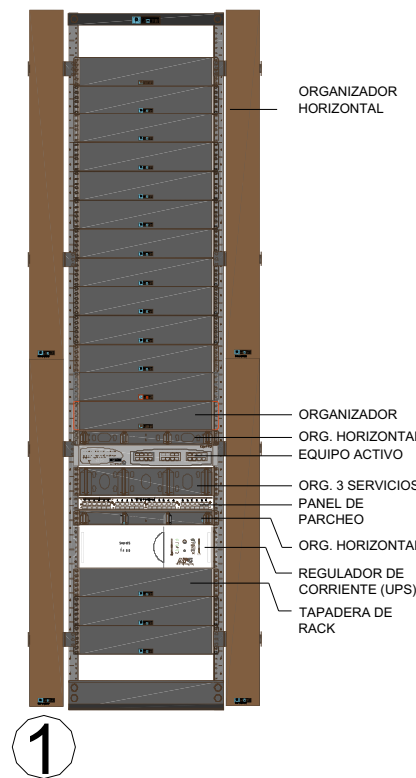 ORGANIZADOR
HORIZONTAL
ORGANIZADOR
ORG. HORIZONTAL
EQUIPO ACTIVO
ORG. 3 SERVICIOS
PANEL DE
PARCHEO
ORG. HORIZONTAL
REGULADOR DE
CORRIENTE (UPS)
TAPADERA DE
RACK
1